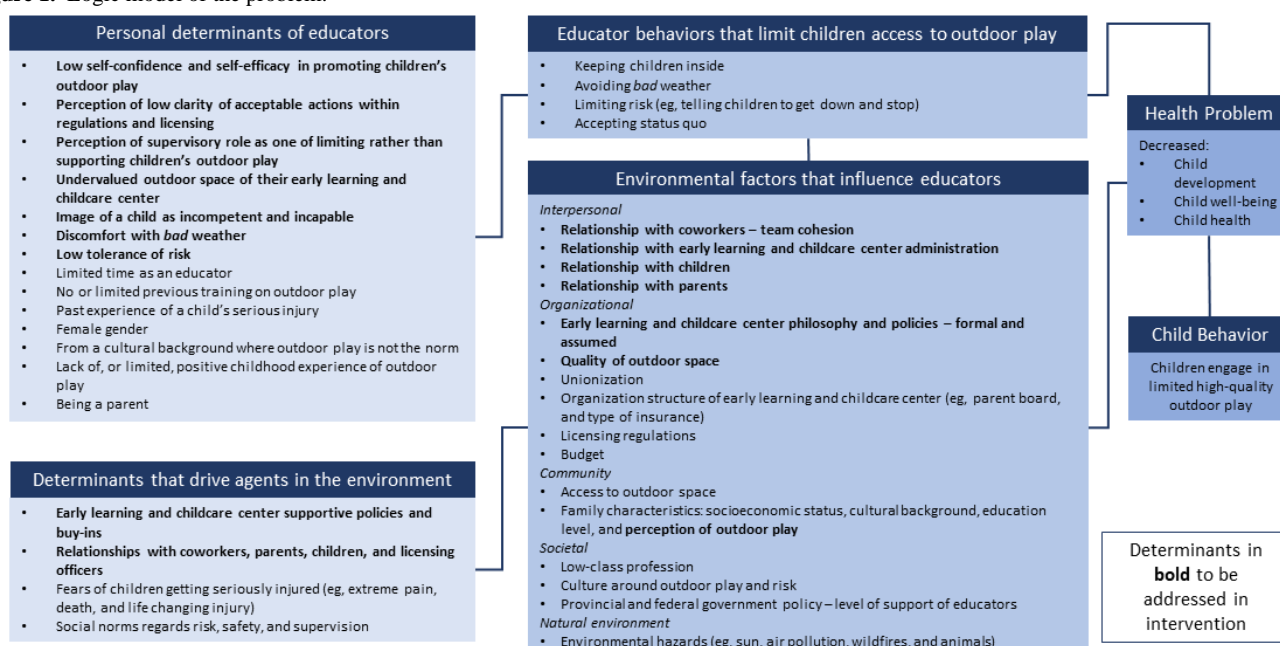 Logic model of the problem.
Personal determinants of educators
• Low self-confidence and self-efficacy in promoting children's
outdoor play
• Perception of low clarity of acceptable actions within
regulations and licensing
• Perception of supervisory role as one of limiting rather than
supporting children's outdoor play
• Undervalued outdoor space of their early learning and
childcare center
• Image of a child as incompetent and incapable
• Discomfort with bad weather
• Low tolerance of risk
• Limited time as an educator
• No or limited previous training on outdoor play
• Past experience of a child's serious injury
• Female gender
• From a cultural background where outdoor play is not the norm
• Lack of, or limited, positive childhood experience of outdoor
play
• Being a parent
Determinants that drive agents in the environment
• Early learning and childcare center supportive policies and
buy-ins
• Relationships with coworkers, parents, children, and licensing
officers
• Fears of children getting seriously injured (eg, extreme pain,
death, and life changing injury)
• Social norms regards risk, safety, and supervision
Educator behaviors that limit children access to outdoor play
• Keeping children inside
• Avoiding bad weather
• Limiting risk (eg, telling children to get down and stop)
• Accepting status quo
Environmental factors that influence educators
Interpersonal
• Relationship with coworkers – team cohesion
• Relationship with early learning and childcare center administration
• Relationship with children
• Relationship with parents
Organizational
• Early learning and childcare center philosophy and policies – formal and
assumed
• Quality of outdoor space
• Unionization
• Organization structure of early learning and childcare center (eg, parent board,
and type of insurance)
• Licensing regulations
• Budget
Community
• Access to outdoor space
• Family characteristics: socioeconomic status, cultural background, education
level, and perception of outdoor play
Societal
• Low-class profession
• Culture around outdoor play and risk
• Provincial and federal government policy – level of support of educators
Natural environment
• Environmental hazards (eg, sun, air pollution, wildfires, and animals)
Health Problem
Decreased:
• Child
development
• Child well-being
• Child health
Child Behavior
Children engage in
limited high-quality
outdoor play
Determinants in
bold to be
addressed in
intervention